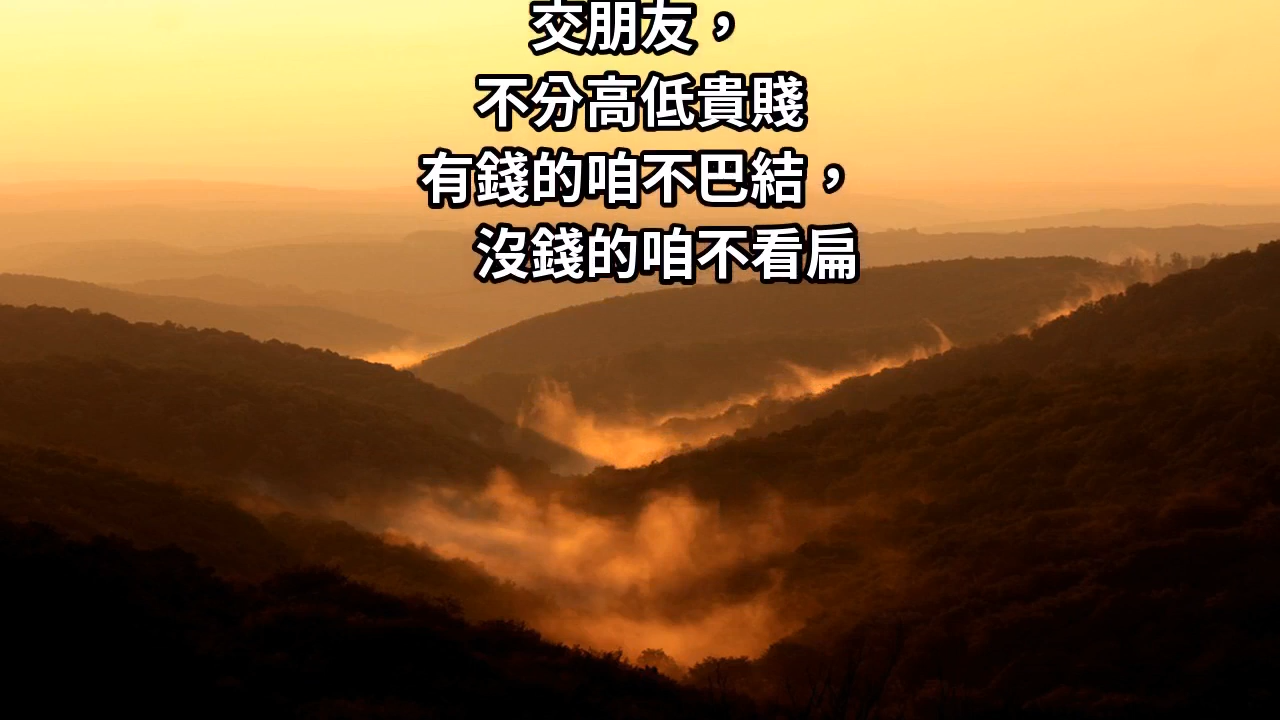 交朋友，
不分高低貴賤
有錢的咱不巴結，
沒錢的咱不看扁